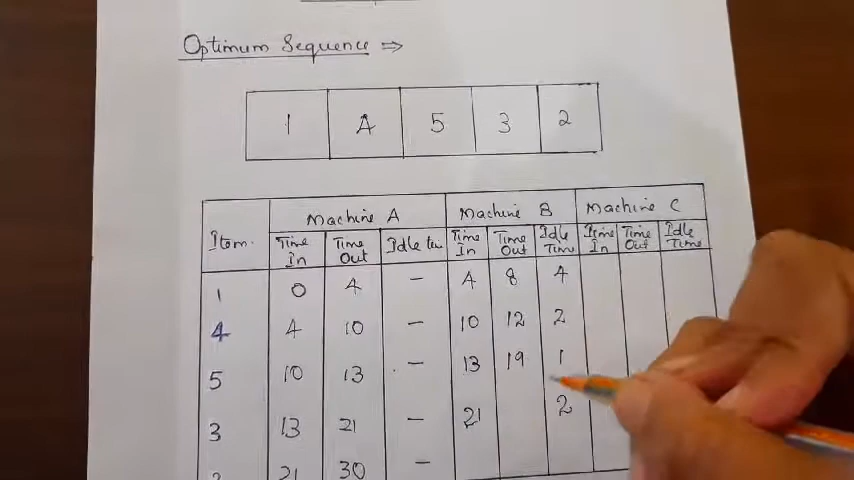 Optimum Sequence ⇒
1 4 5 3 2
Item. Machine A Machine B Machine C
Time In Time Out Idle Time In Time Out Idle Time Time In Time Out Idle Time
1 0 4 – 4 8 4
4 4 10 – 10 12 2
5 10 13 – 13 19 1
3 13 21 – 21 2
2 21 30 –